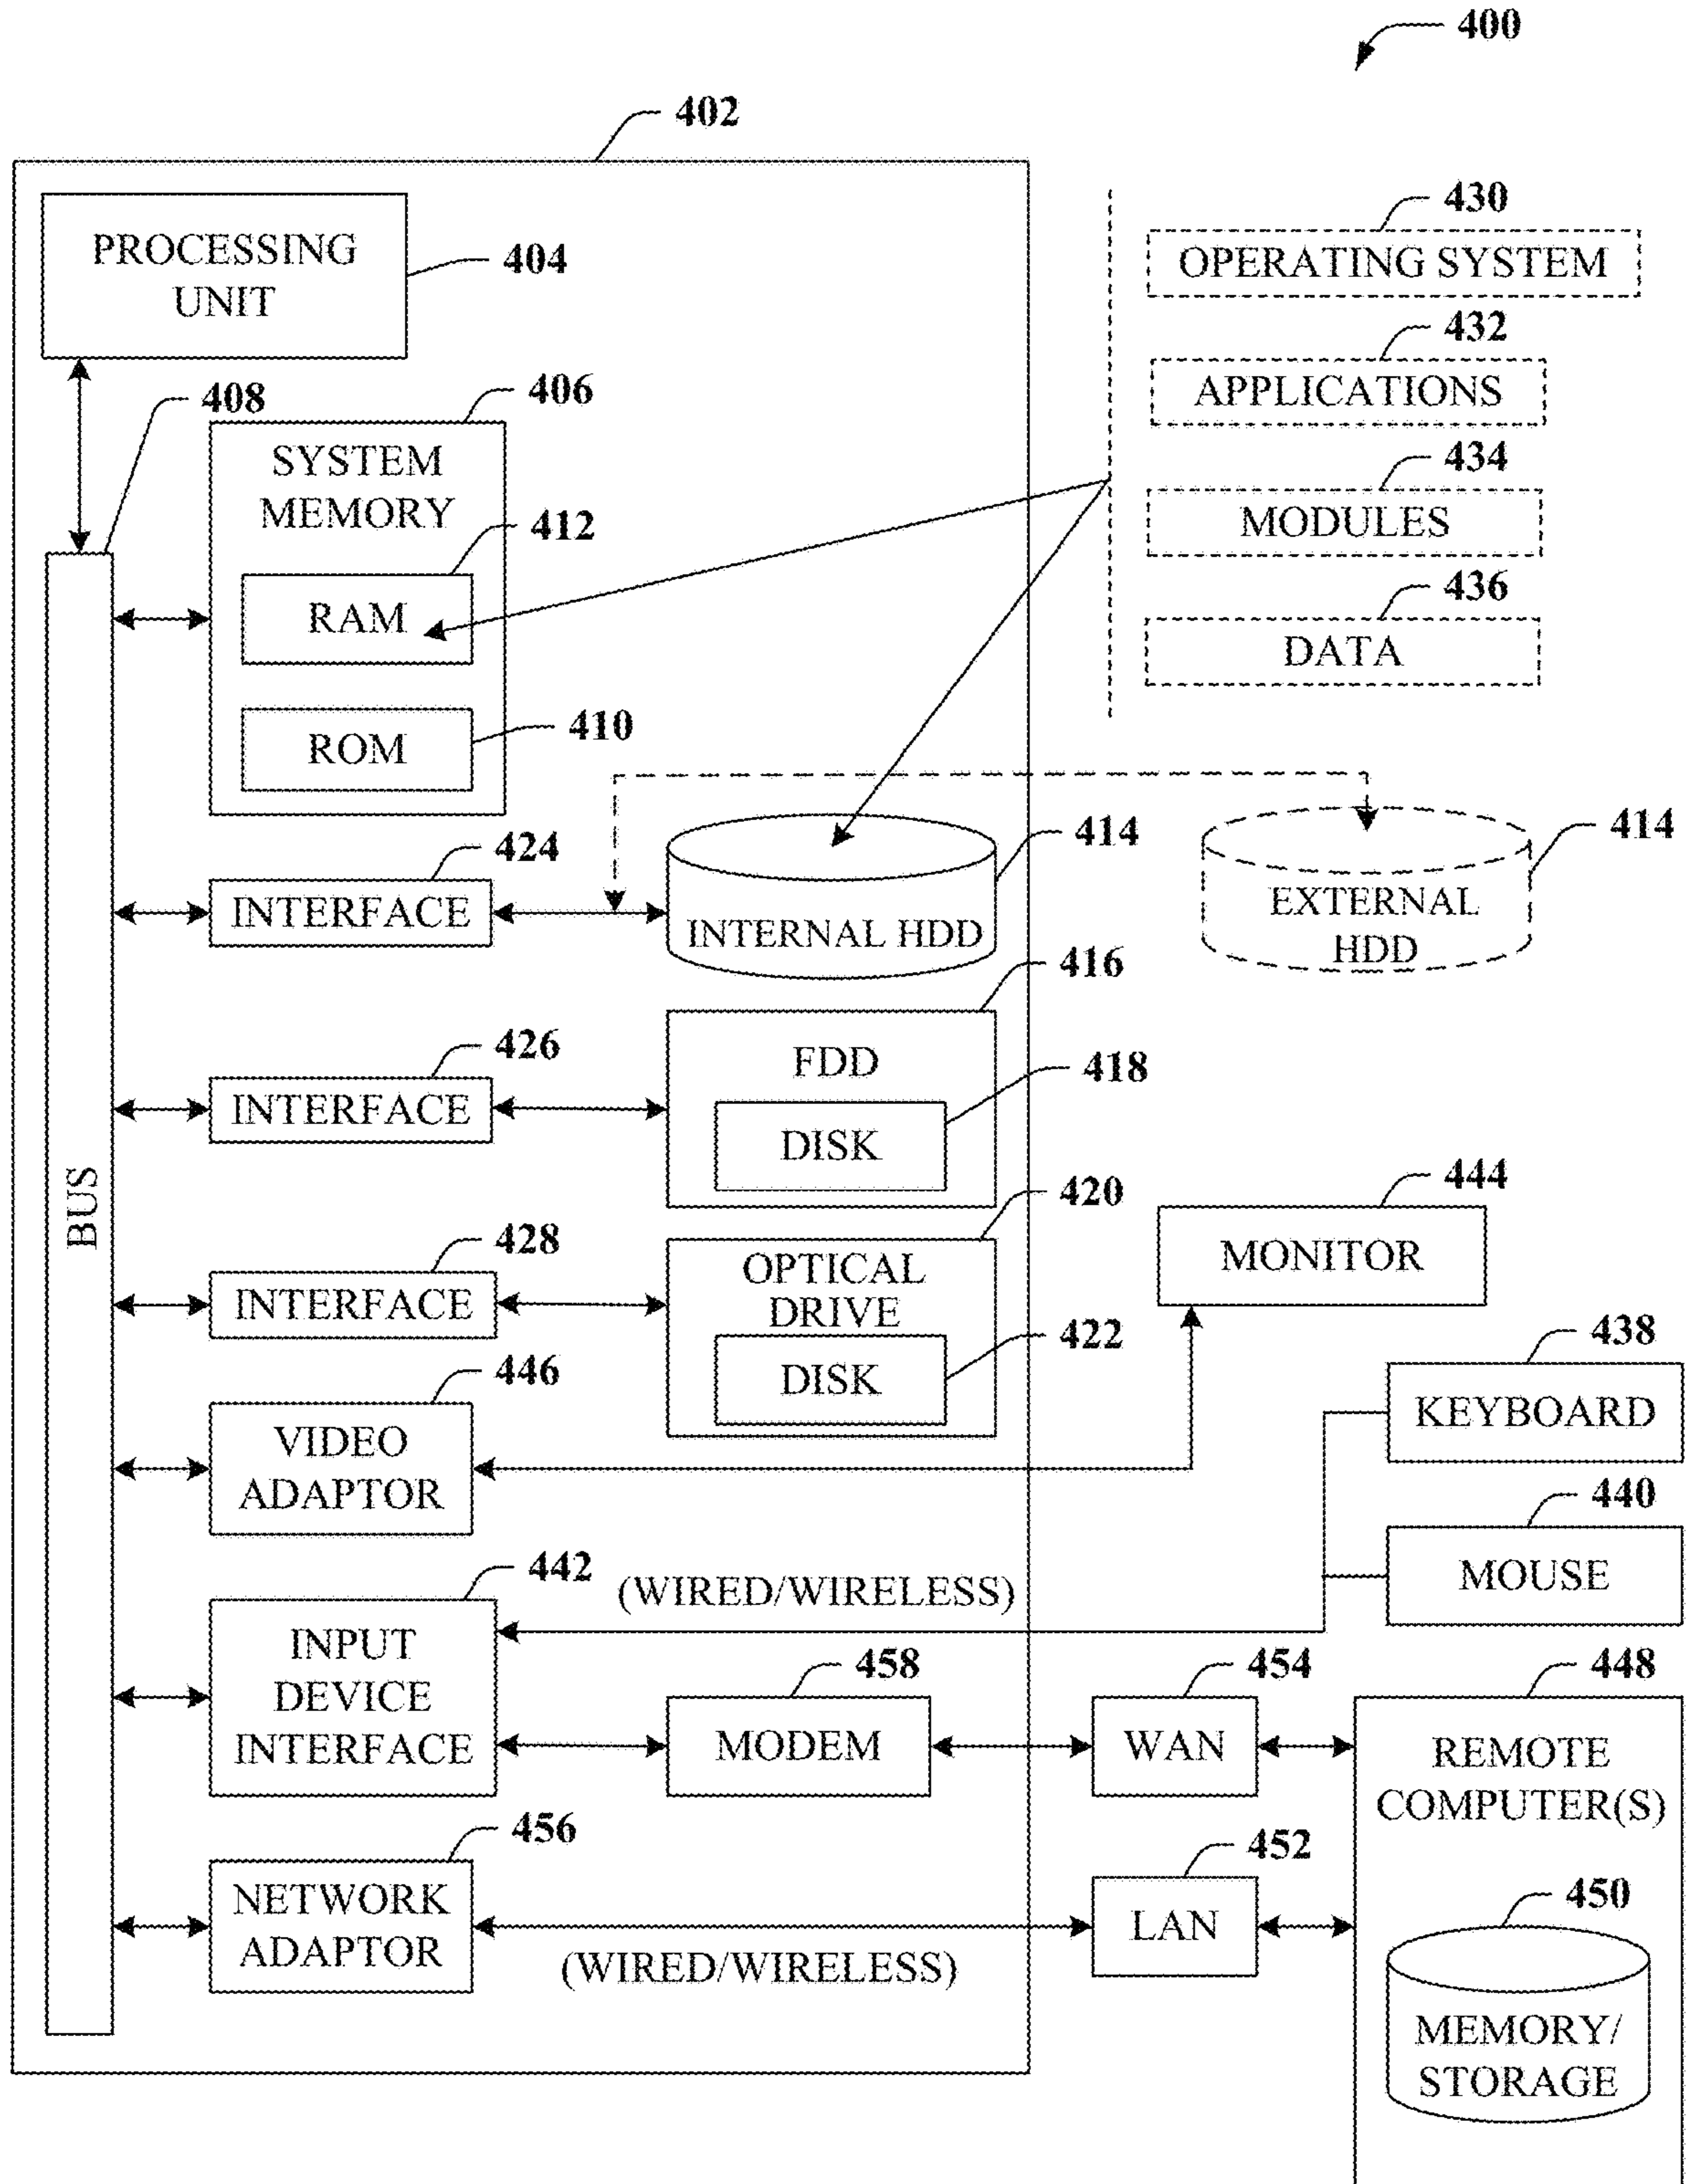 400
402
PROCESSING
UNIT
404
430
OPERATING SYSTEM
432
APPLICATIONS
434
MODULES
436
DATA
408
406
SYSTEM
MEMORY
412
RAM
410
ROM
BUS
424
INTERFACE
414
INTERNAL HDD
414
EXTERNAL
HDD
426
INTERFACE
416
FDD
418
DISK
428
INTERFACE
420
OPTICAL
DRIVE
422
DISK
444
MONITOR
446
VIDEO
ADAPTOR
438
KEYBOARD
440
MOUSE
442
INPUT
DEVICE
INTERFACE
(WIRED/WIRELESS)
458
MODEM
454
WAN
448
REMOTE
COMPUTER(S)
456
NETWORK
ADAPTOR
(WIRED/WIRELESS)
452
LAN
450
MEMORY/
STORAGE